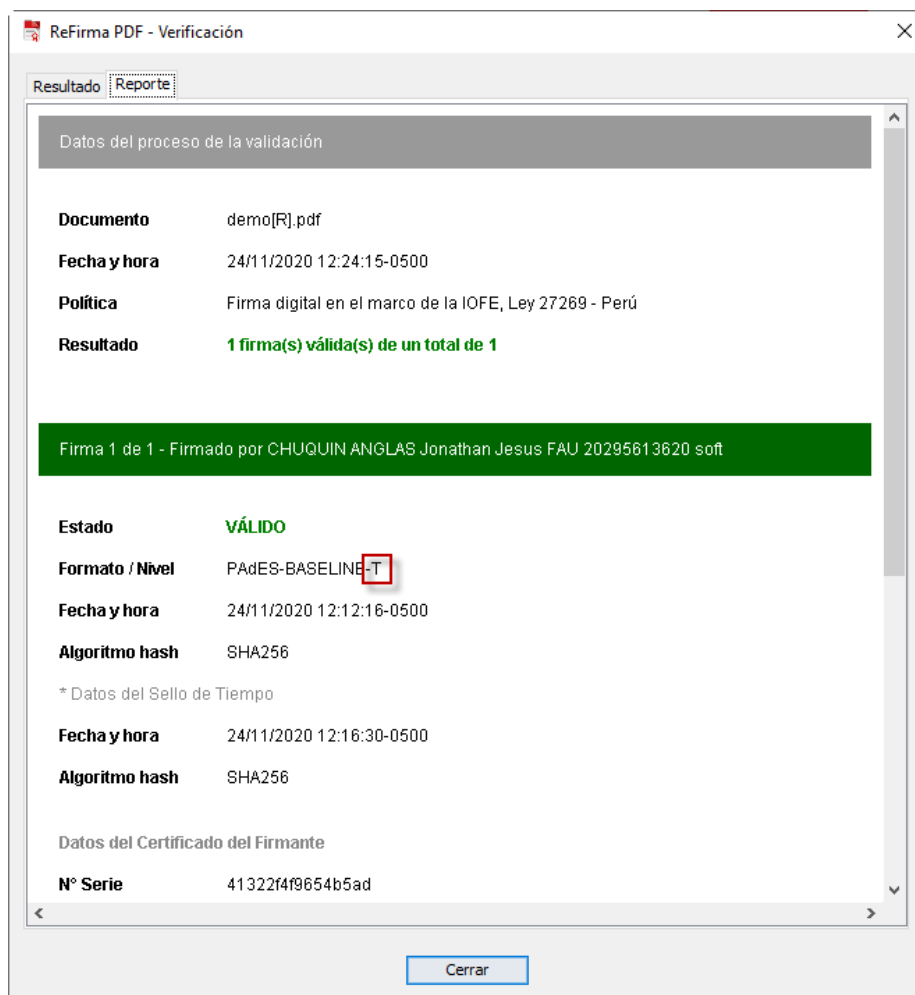 ReFirma PDF - Verificación
Resultado Reporte
Datos del proceso de la validación
Documento demo[R].pdf
Fecha y hora 24/11/2020 12:24:15-0500
Política Firma digital en el marco de la IOFE, Ley 27269 - Perú
Resultado 1 firma(s) válida(s) de un total de 1
Firma 1 de 1 - Firmado por CHUQUIN ANGLAS Jonathan Jesus FAU 20295613620 soft
Estado VÁLIDO
Formato / Nivel PAdES-BASELINE-T
Fecha y hora 24/11/2020 12:12:16-0500
Algoritmo hash SHA256
* Datos del Sello de Tiempo
Fecha y hora 24/11/2020 12:16:30-0500
Algoritmo hash SHA256
Datos del Certificado del Firmante
N° Serie 41322f4f9654b5ad
Cerrar